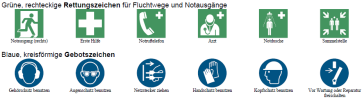 Grüne, rechteckige Rettungszeichen für Fluchtwege und Notausgänge
Notausgang (rechts) Erste Hilfe Notruftelefon Arzt Notdusche Sammelstelle
Blaue, kreisförmige Gebotszeichen
Gehörschutz benutzen Augenschutz benutzen Netzstecker ziehen Handschutz benutzen Kopfschutz benutzen Vor Wartung oder Reparatur
freischalten